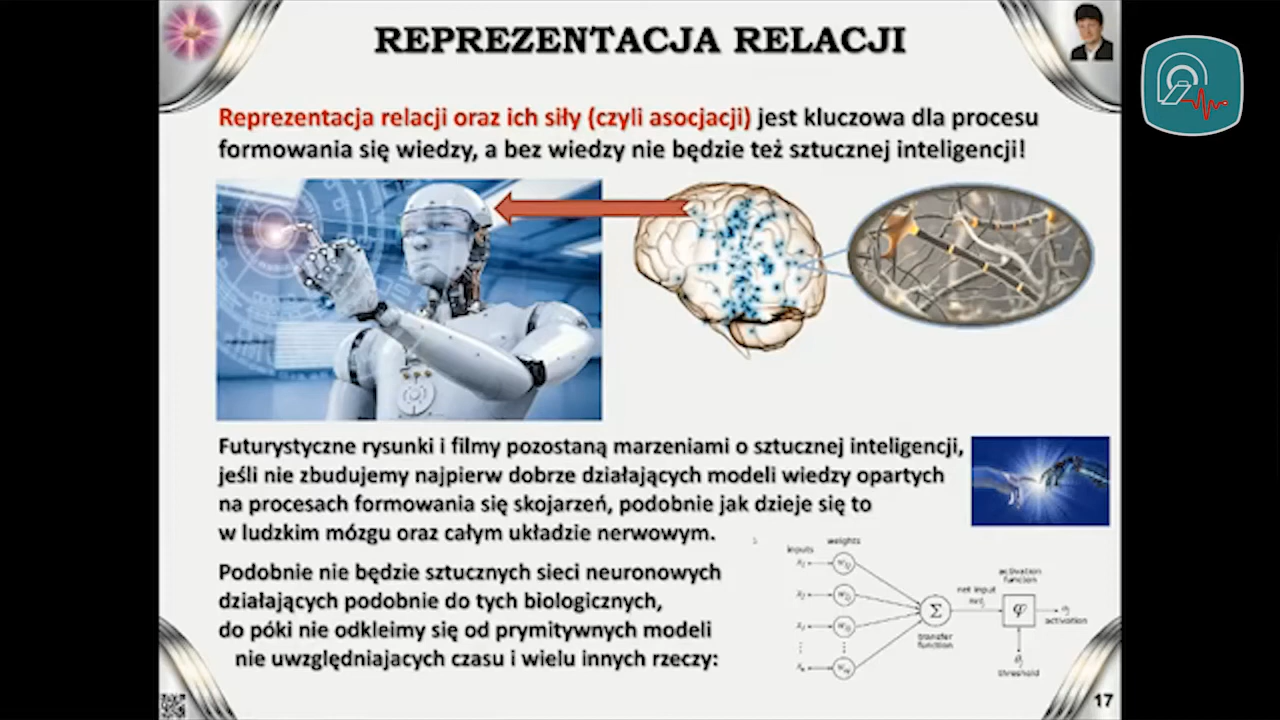 REPREZENTACJA RELACJI
Reprezentacja relacji oraz ich siły (czyli asocjacji) jest kluczowa dla procesu
formowania się wiedzy, a bez wiedzy nie będzie też sztucznej inteligencji!
Futurystyczne rysunki i filmy pozostaną marzeniami o sztucznej inteligencji,
jeśli nie zbudujemy najpierw dobrze działających modeli wiedzy opartych
na procesach formowania się skojarzeń, podobnie jak dzieje się to
w ludzkim mózgu oraz całym układzie nerwowym.
Podobnie nie będzie sztucznych sieci neuronowych
działających podobnie do tych biologicznych,
do póki nie odkleimy się od prymitywnych modeli
nie uwzględniajacych czasu i wielu innych rzeczy:
inputs
weights
Σ
transfer
function
net input
activation
function
φ
activation
threshold
17